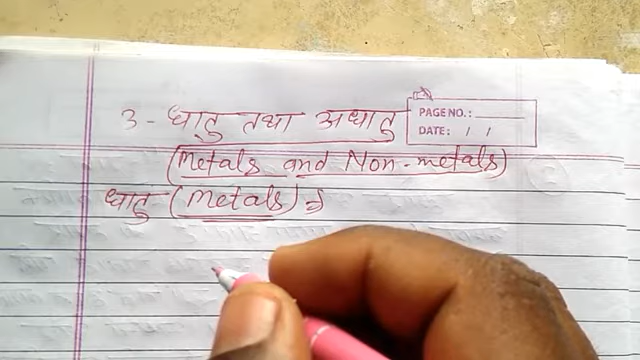 3- धातु तथा अधातु
PAGE NO.:
DATE: / /
(Metals and Non-metals)
धातु (Metals) ⇒